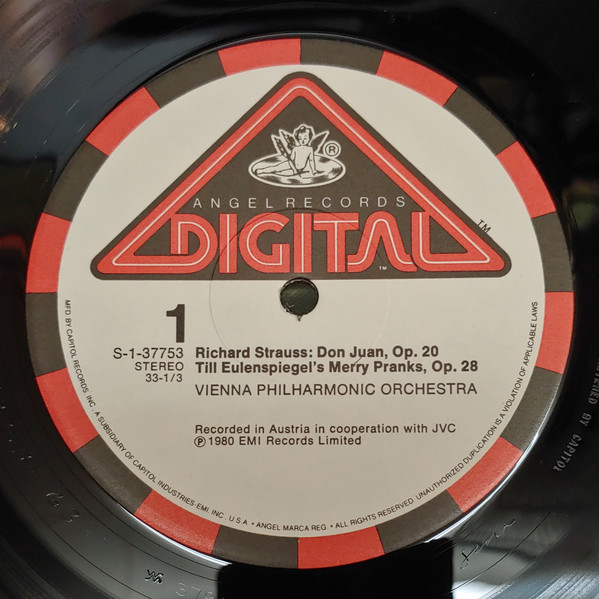 ®
ANGEL RECORDS
DIGITAL™
™
1
S-1-37753
STEREO
33-1/3
Richard Strauss: Don Juan, Op. 20
Till Eulenspiegel's Merry Pranks, Op. 28
VIENNA PHILHARMONIC ORCHESTRA
Recorded in Austria in cooperation with JVC
℗ 1980 EMI Records Limited
MFD. BY CAPITOL RECORDS, INC., A SUBSIDIARY OF CAPITOL INDUSTRIES-EMI, INC., U.S.A. • ANGEL MARCA REG. • ALL RIGHTS RESERVED. UNAUTHORIZED DUPLICATION IS A VIOLATION OF APPLICABLE LAWS
BY CAPITOL